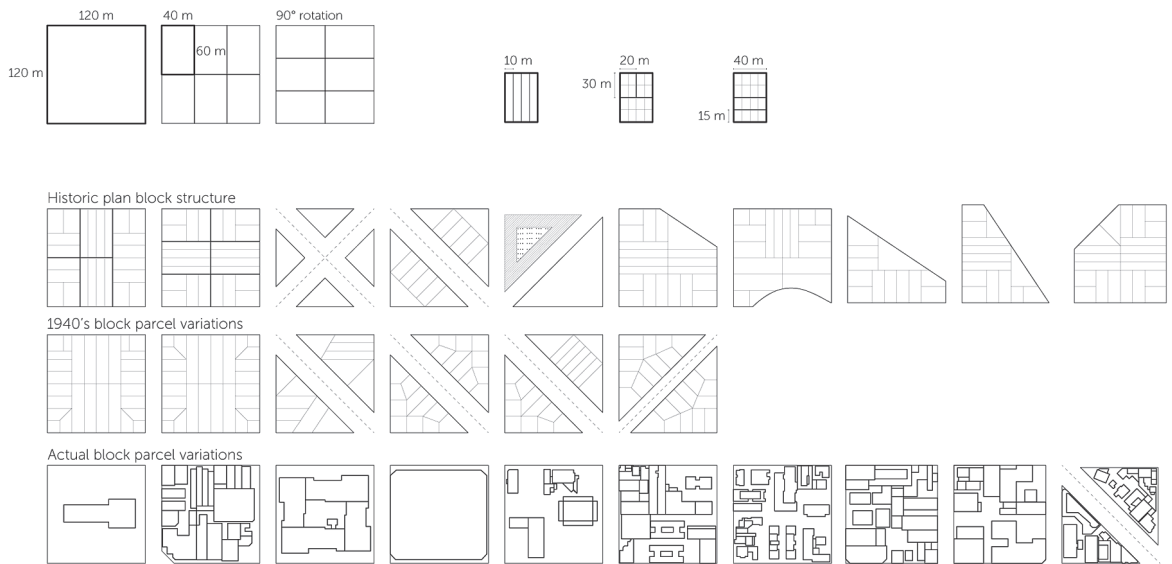 120 m
40 m
90° rotation
60 m
120 m
10 m
20 m
40 m
30 m
15 m
Historic plan block structure
1940's block parcel variations
Actual block parcel variations